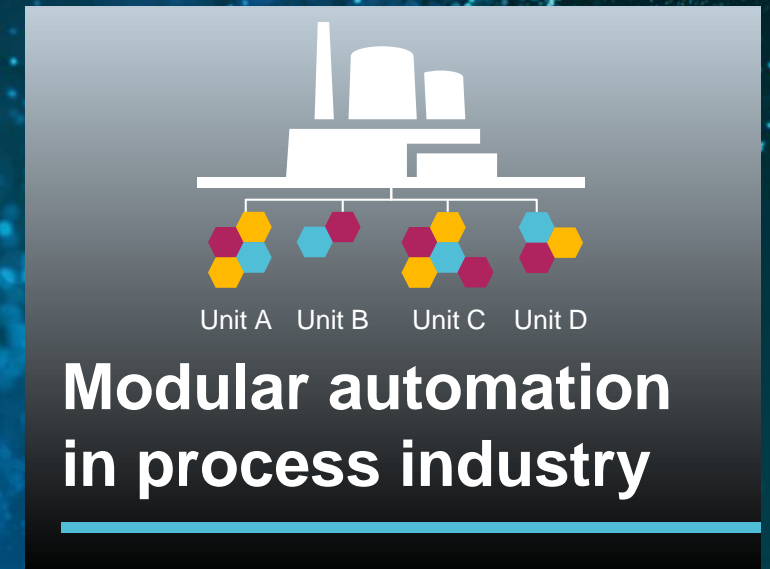 Unit A Unit B Unit C Unit D
Modular automation
in process industry